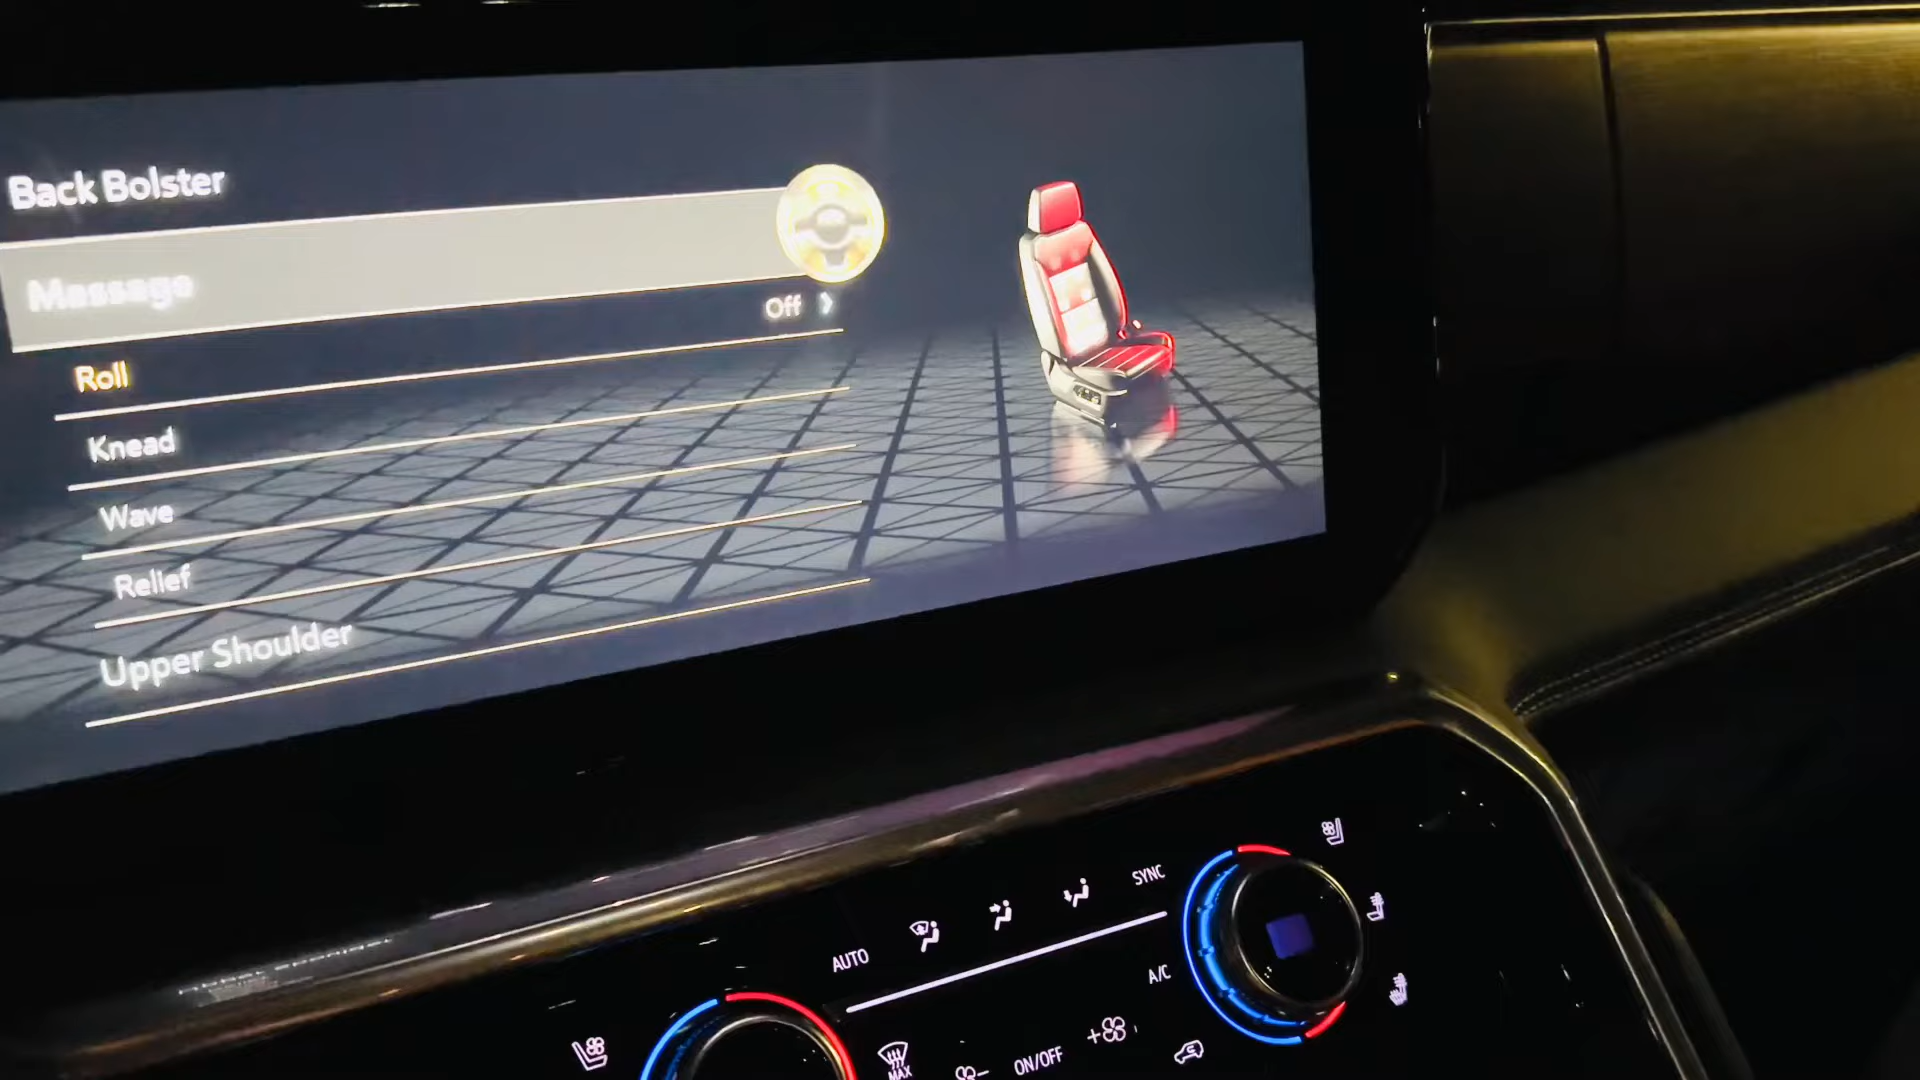 Back Bolster
Massage
Off
Roll
Knead
Wave
Relief
Upper Shoulder
SYNC
AUTO
A/C
MAX
ON/OFF